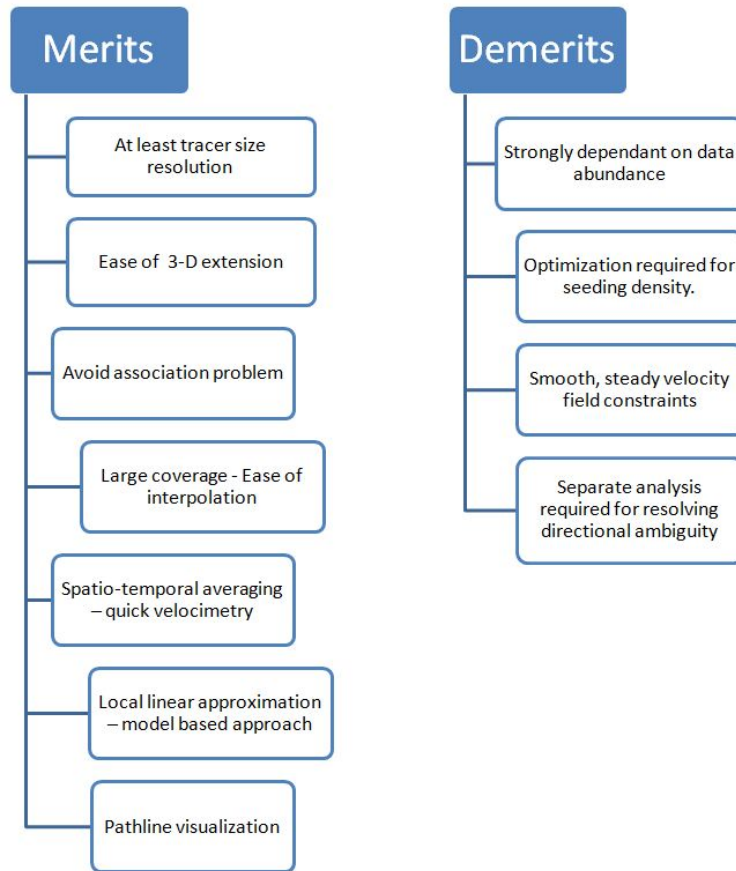 Merits
At least tracer size
resolution
Ease of 3-D extension
Avoid association problem
Large coverage - Ease of
interpolation
Spatio-temporal averaging
– quick velocimetry
Local linear approximation
– model based approach
Pathline visualization
Demerits
Strongly dependant on data
abundance
Optimization required for
seeding density.
Smooth, steady velocity
field constraints
Separate analysis
required for resolving
directional ambiguity